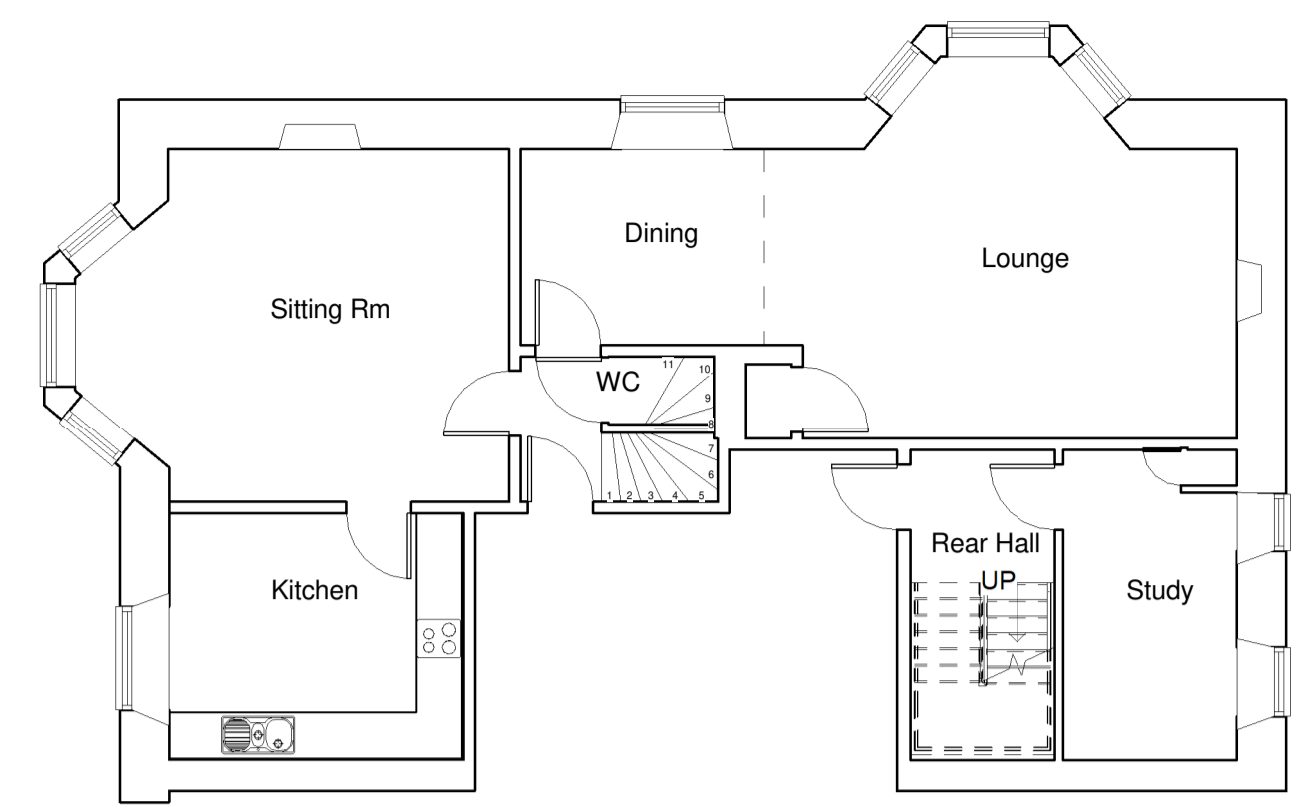 Dining
Lounge
Sitting Rm
WC
11
10
9
8
7
6
1 2 3 4 5
Rear Hall
UP
Kitchen
Study